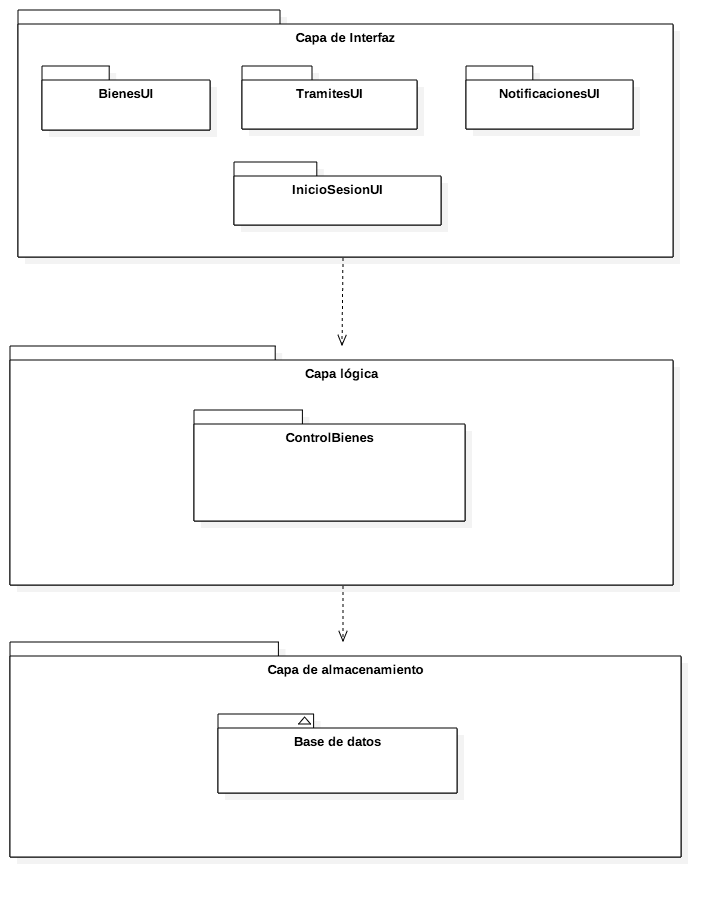 Capa de Interfaz
BienesUI
TramitesUI
NotificacionesUI
InicioSesionUI
Capa lógica
ControlBienes
Capa de almacenamiento
Base de datos